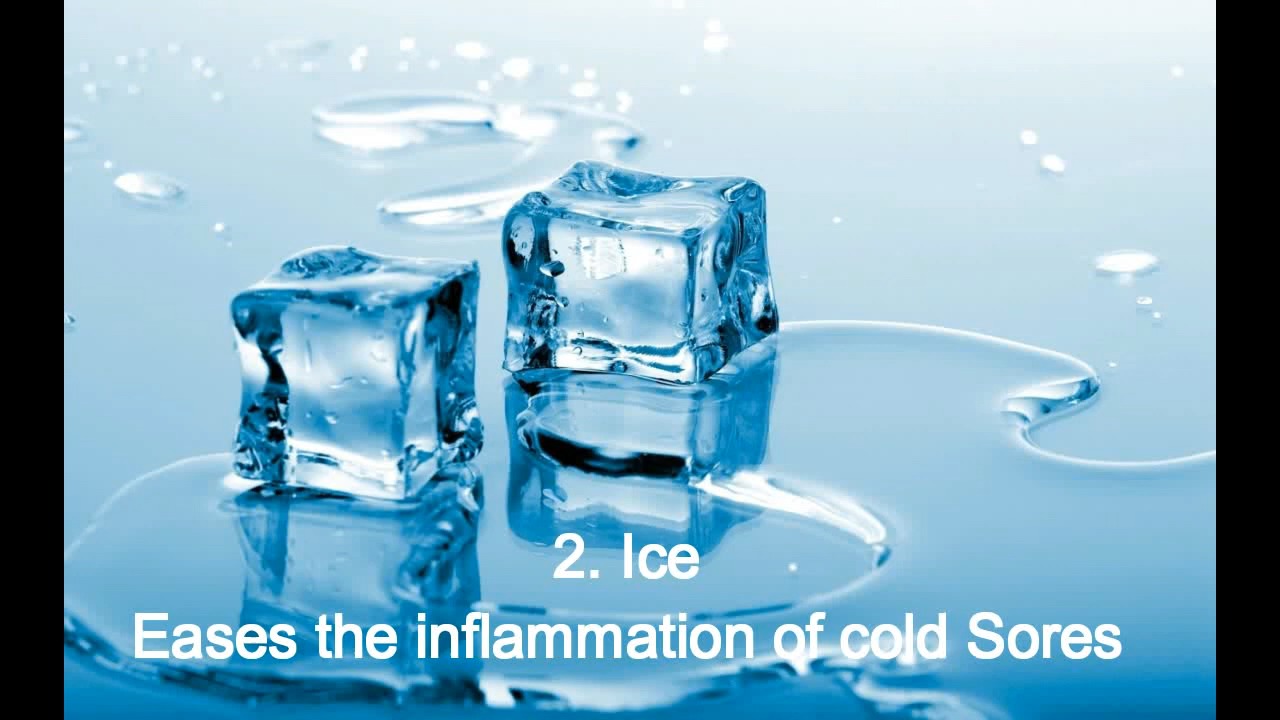 2. Ice
Eases the inflammation of cold Sores